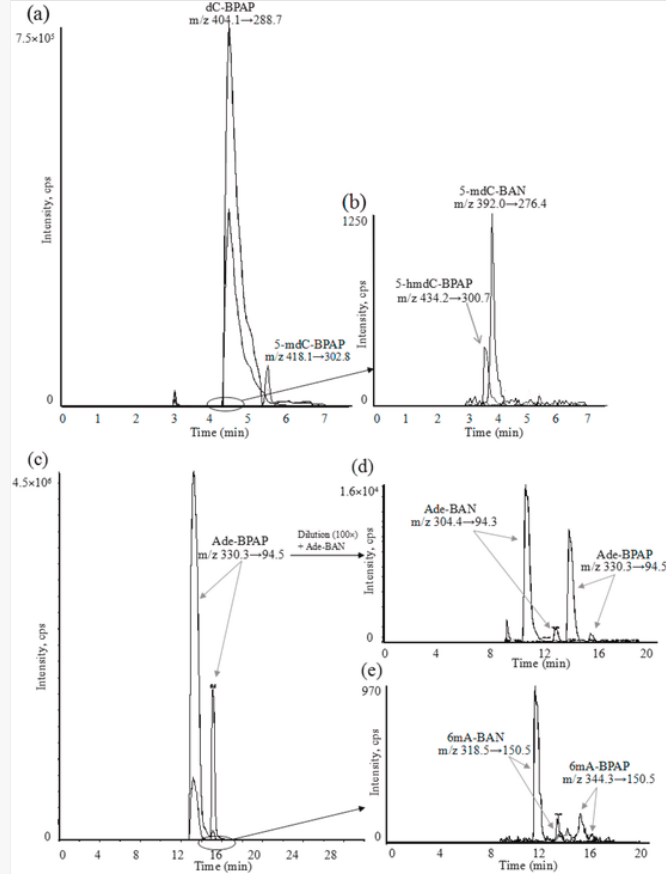 (a)
dC-BPAP
m/z 404.1→288.7
7.5×10⁵
Intensity, cps
5-mdC-BPAP
m/z 418.1→302.8
0
0 1 2 3 4 5 6 7
Time (min)
(b)
5-mdC-BAN
m/z 392.0→276.4
1250
5-hmdC-BPAP
m/z 434.2→300.7
Intensity, cps
0
0 1 2 3 4 5 6 7
Time (min)
(c)
4.5×10⁶
Ade-BPAP
m/z 330.3→94.5
Dilution (100×)
+ Ade-BAN
Intensity, cps
0
0 4 8 12 16 20 24 28
Time (min)
(d)
1.6×10⁴
Ade-BAN
m/z 304.4→94.3
Ade-BPAP
m/z 330.3→94.5
Intensity, cps
0
0 4 8 12 16 20
Time (min)
(e)
970
6mA-BAN
m/z 318.5→150.5
6mA-BPAP
m/z 344.3→150.5
Intensity, cps
0
0 4 8 12 16 20
Time (min)